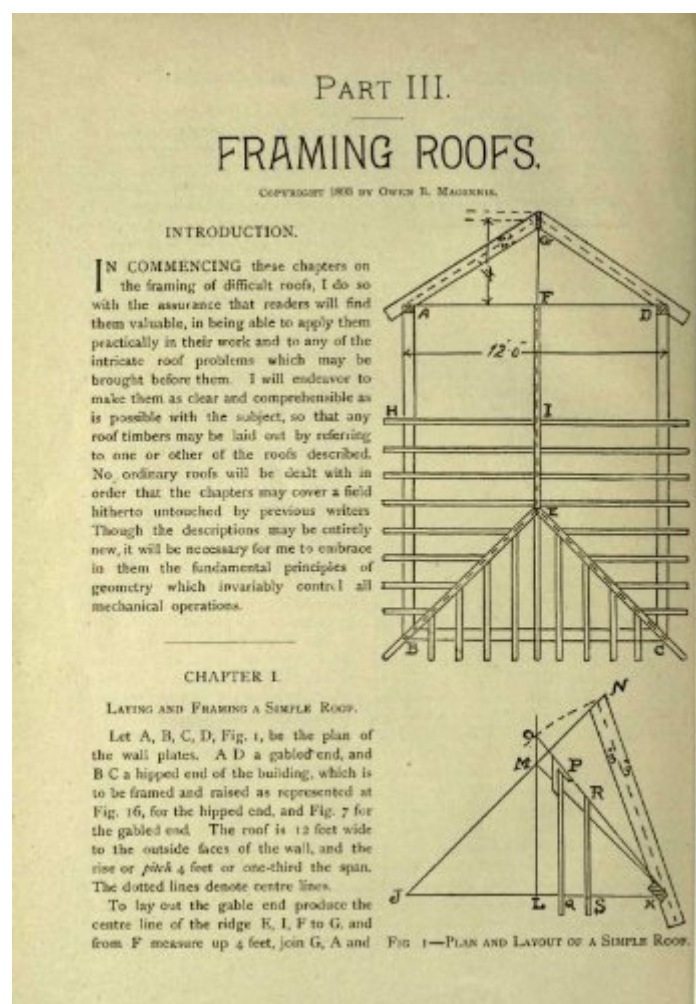 PART III.
FRAMING ROOFS.
COPYRIGHT BY OWEN B. MAGINNIS.
INTRODUCTION.
IN COMMENCING these chapters on
the framing of difficult roofs, I do so
with the assurance that readers will find
them valuable, in being able to apply them
practically in their work and to any of the
intricate roof problems which may be
brought before them. I will endeavor to
make them as clear and comprehensible as
is possible with the subject, so that any
roof timbers may be laid out by referring
to one or other of the roofs described.
No ordinary roofs will be dealt with in
order that the chapters may cover a field
hitherto untouched by previous writers
Though the descriptions may be entirely
new, it will be necessary for me to embrace
in them the fundamental principles of
geometry which invariably control all
mechanical operations.
CHAPTER I.
LAYING AND FRAMING A SIMPLE ROOF.
Let A, B, C, D, Fig. 1, be the plan of
the wall plates. A D a gabled end, and
B C a hipped end of the building, which is
to be framed and raised as represented at
Fig. 16, for the hipped end, and Fig. 7 for
the gabled end. The roof is 12 feet wide
to the outside faces of the wall, and the
rise or pitch 4 feet or one-third the span.
The dotted lines denote centre lines.
To lay out the gable end produce the
centre line of the ridge E, I, F to G, and
from F measure up 4 feet, join G, A and
G
4
A
F
D
12'0"
H
I
E
B
C
N
M
P
R
J
L
Q
S
K
FIG 1—PLAN AND LAYOUT OF A SIMPLE ROOF.